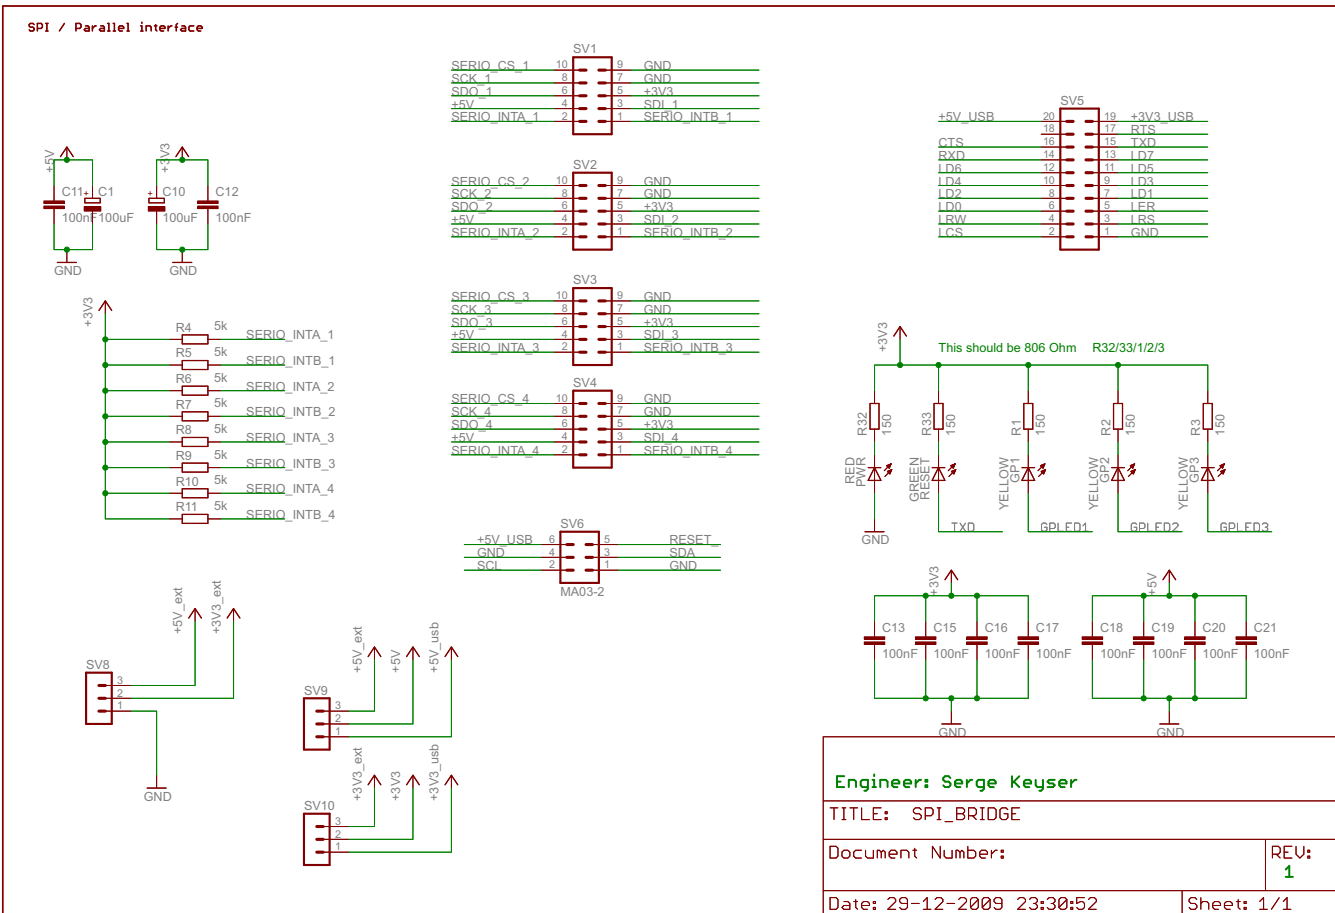 SPI / Parallel interface
SV1
SERIO_CS_1 10 9 GND
SCK_1 8 7 GND
SDO_1 6 5 +3V3
+5V 4 3 SDI_1
SERIO_INTA_1 2 1 SERIO_INTB_1
SV2
SERIO_CS_2 10 9 GND
SCK_2 8 7 GND
SDO_2 6 5 +3V3
+5V 4 3 SDI_2
SERIO_INTA_2 2 1 SERIO_INTB_2
SV3
SERIO_CS_3 10 9 GND
SCK_3 8 7 GND
SDO_3 6 5 +3V3
+5V 4 3 SDI_3
SERIO_INTA_3 2 1 SERIO_INTB_3
SV4
SERIO_CS_4 10 9 GND
SCK_4 8 7 GND
SDO_4 6 5 +3V3
+5V 4 3 SDI_4
SERIO_INTA_4 2 1 SERIO_INTB_4
SV5
+5V_USB 20 19 +3V3_USB
18 17 RTS
CTS 16 15 TXD
RXD 14 13 LD7
LD6 12 11 LD5
LD4 10 9 LD3
LD2 8 7 LD1
LD0 6 5 LER
LRW 4 3 LRS
LCS 2 1 GND
+5V
C11 + C1
100nF 100uF
GND
+3V3
+ C10 C12
100uF 100nF
GND
+3V3
R4 5k SERIO_INTA_1
R5 5k SERIO_INTB_1
R6 5k SERIO_INTA_2
R7 5k SERIO_INTB_2
R8 5k SERIO_INTA_3
R9 5k SERIO_INTB_3
R10 5k SERIO_INTA_4
R11 5k SERIO_INTB_4
+3V3
This should be 806 Ohm R32/33/1/2/3
R32 150 R33 150 R1 150 R2 150 R3 150
RED PWR
GREEN RESET
YELLOW GP1
YELLOW GP2
YELLOW GP3
GND TXD GPLED1 GPLED2 GPLED3
SV6
+5V_USB 6 5 RESET_
GND 4 3 SDA
SCL 2 1 GND
MA03-2
+3V3
C13 C15 C16 C17
100nF 100nF 100nF 100nF
GND
+5V
C18 C19 C20 C21
100nF 100nF 100nF 100nF
GND
+5V_ext +3V3_ext
SV8
3
2
1
GND
+5V_ext +5V +5V_usb
SV9
3
2
1
+3V3_ext +3V3 +3V3_usb
SV10
3
2
1
Engineer: Serge Keyser
TITLE: SPI_BRIDGE
Document Number:
REV:
1
Date: 29-12-2009 23:30:52
Sheet: 1/1